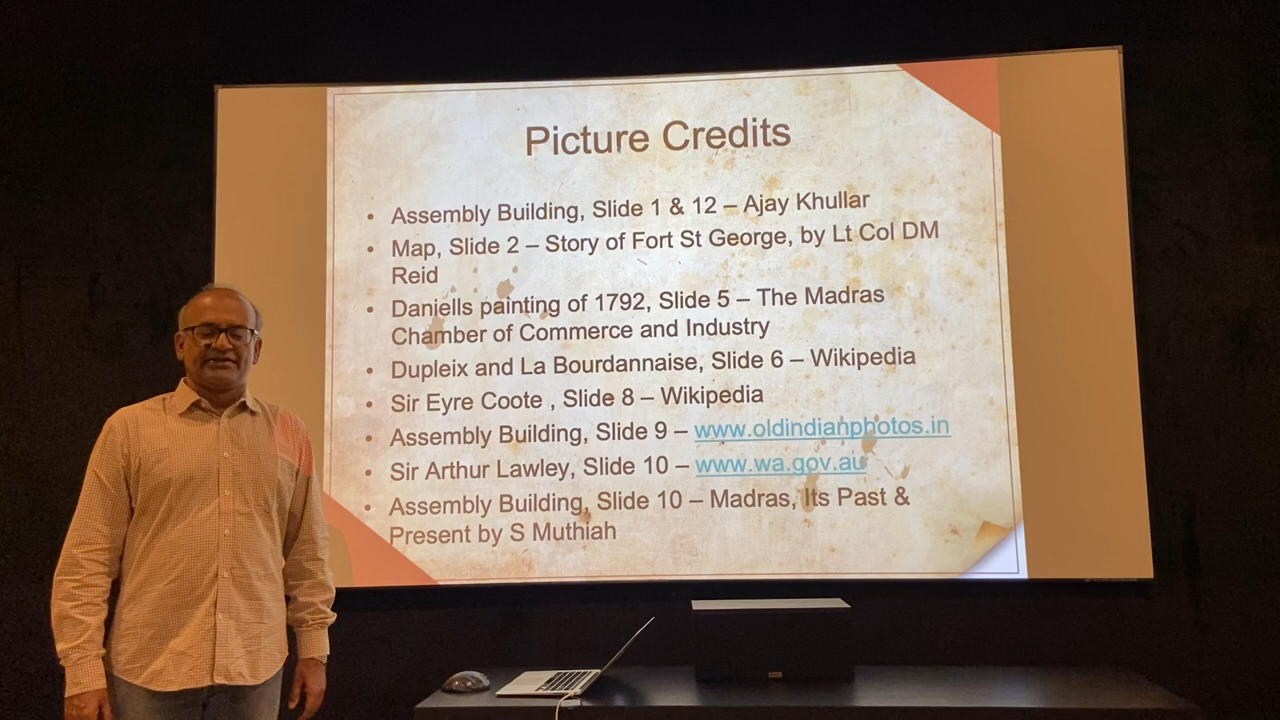 Picture Credits
• Assembly Building, Slide 1 & 12 – Ajay Khullar
• Map, Slide 2 – Story of Fort St George, by Lt Col DM
Reid
• Daniells painting of 1792, Slide 5 – The Madras
Chamber of Commerce and Industry
• Dupleix and La Bourdannaise, Slide 6 – Wikipedia
• Sir Eyre Coote , Slide 8 – Wikipedia
• Assembly Building, Slide 9 – www.oldindianphotos.in
• Sir Arthur Lawley, Slide 10 – www.wa.gov.au
• Assembly Building, Slide 10 – Madras, Its Past &
Present by S Muthiah